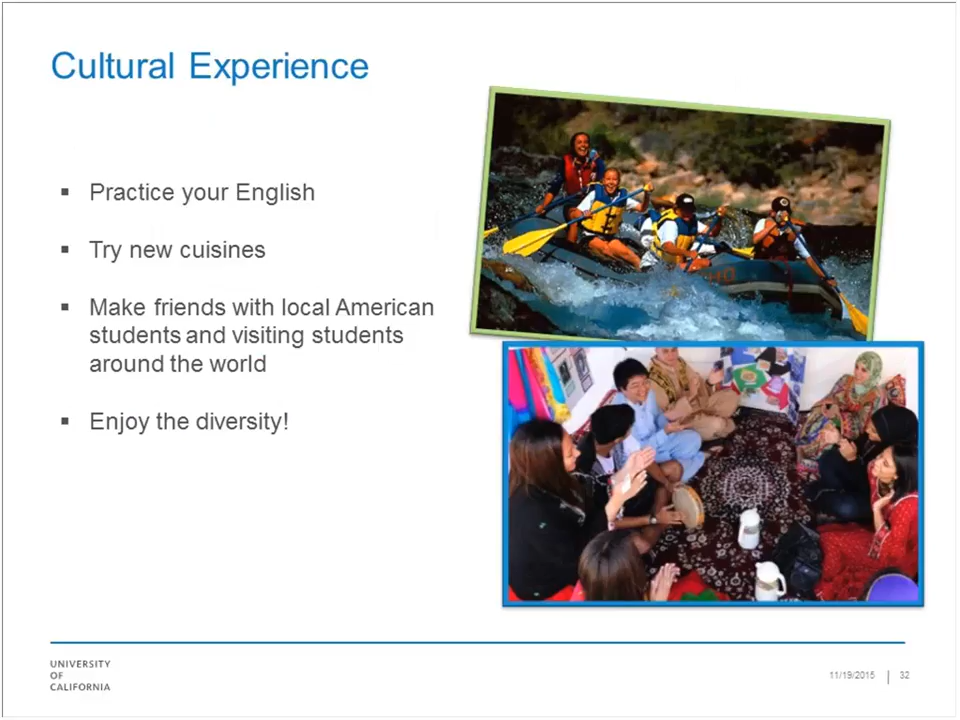 Cultural Experience
▪ Practice your English
▪ Try new cuisines
▪ Make friends with local American
students and visiting students
around the world
▪ Enjoy the diversity!
UNIVERSITY
OF
CALIFORNIA
11/19/2015 | 32